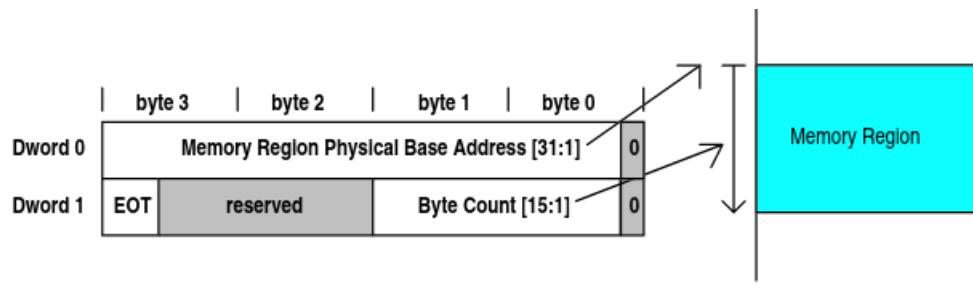 byte 3 byte 2 byte 1 byte 0
Memory Region
Dword 0 Memory Region Physical Base Address [31:1] 0
Dword 1 EOT reserved Byte Count [15:1] 0